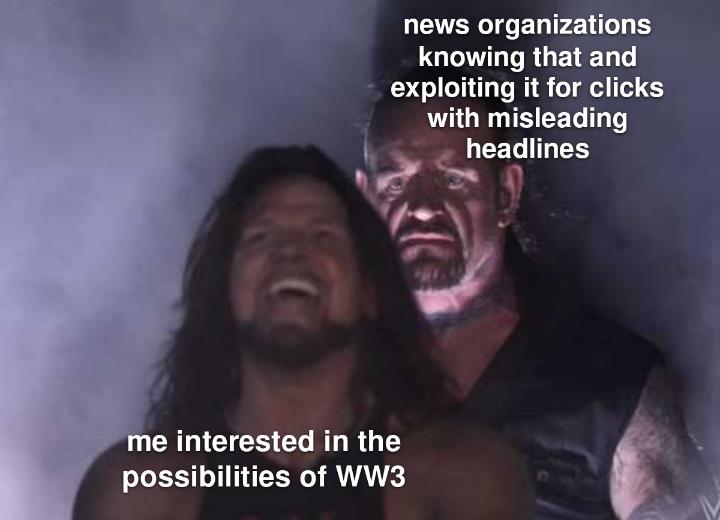 news organizations
knowing that and
exploiting it for clicks
with misleading
headlines
me interested in the
possibilities of WW3